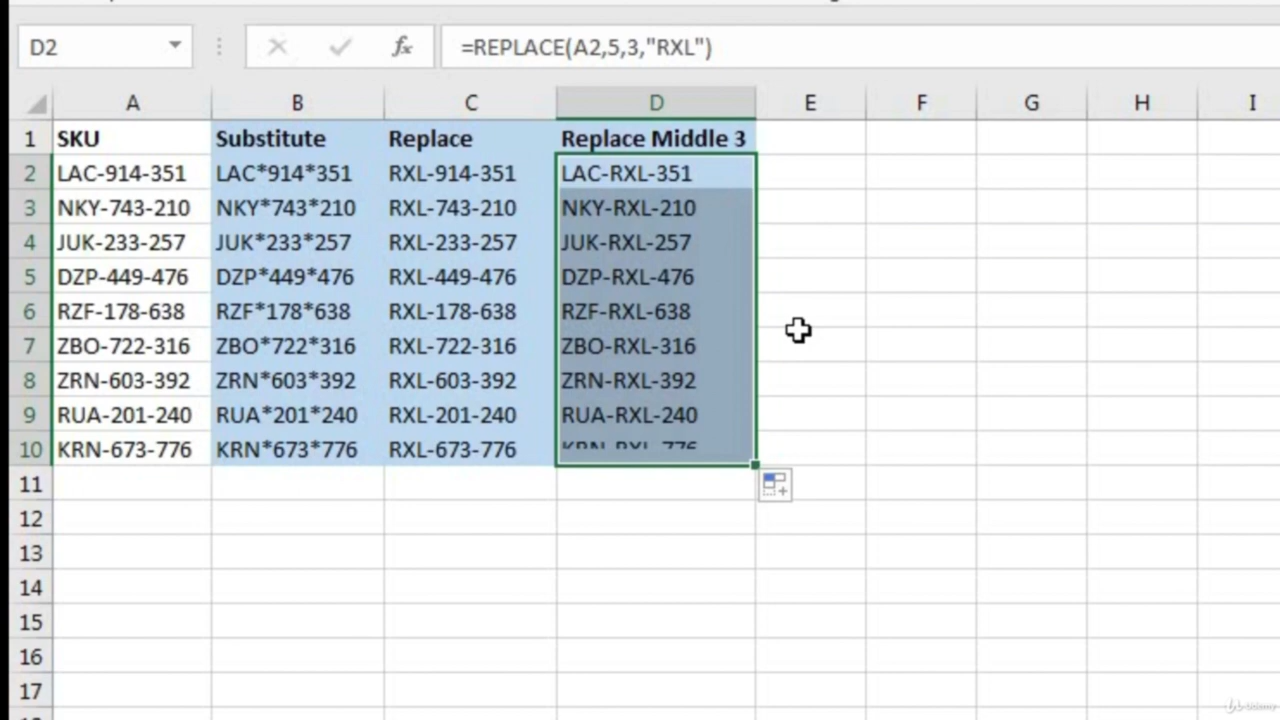 D2 fx =REPLACE(A2,5,3,"RXL")
A B C D E F G H I
1 SKU Substitute Replace Replace Middle 3
2 LAC-914-351 LAC*914*351 RXL-914-351 LAC-RXL-351
3 NKY-743-210 NKY*743*210 RXL-743-210 NKY-RXL-210
4 JUK-233-257 JUK*233*257 RXL-233-257 JUK-RXL-257
5 DZP-449-476 DZP*449*476 RXL-449-476 DZP-RXL-476
6 RZF-178-638 RZF*178*638 RXL-178-638 RZF-RXL-638
7 ZBO-722-316 ZBO*722*316 RXL-722-316 ZBO-RXL-316
8 ZRN-603-392 ZRN*603*392 RXL-603-392 ZRN-RXL-392
9 RUA-201-240 RUA*201*240 RXL-201-240 RUA-RXL-240
10 KRN-673-776 KRN*673*776 RXL-673-776 KRN-RXL-776
11
12
13
14
15
16
17
Udemy